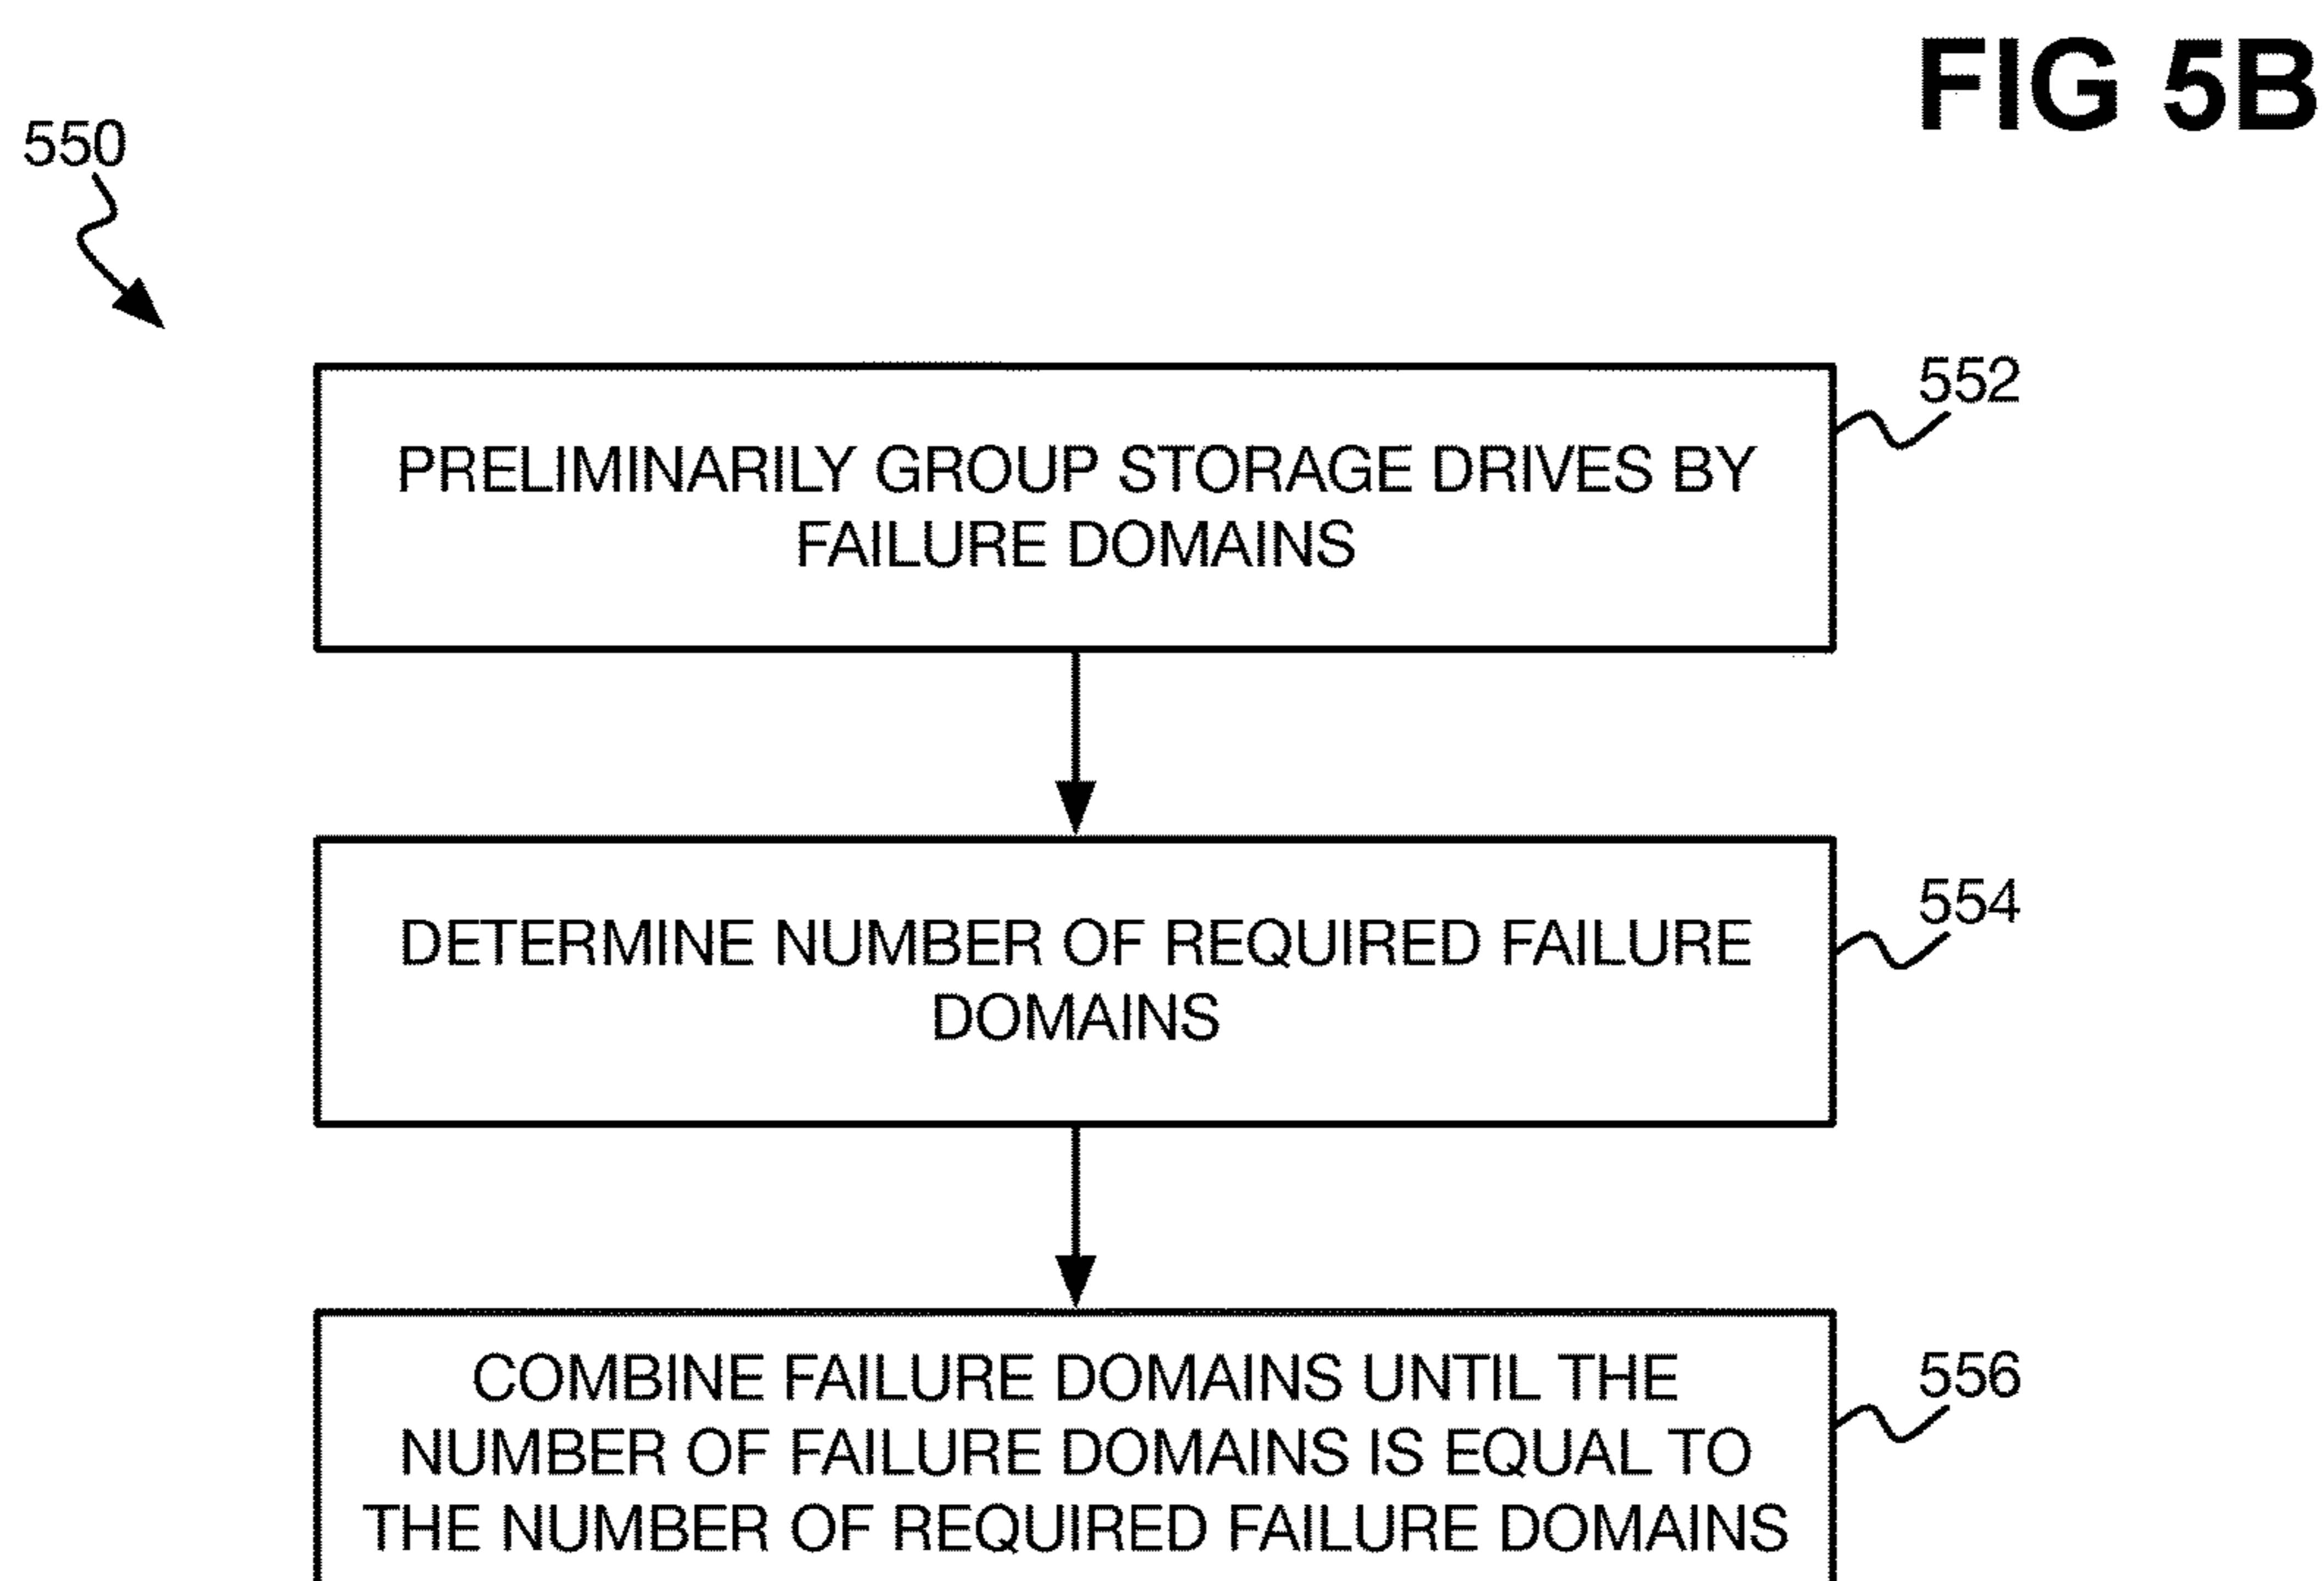 FIG 5B
550
552
PRELIMINARILY GROUP STORAGE DRIVES BY
FAILURE DOMAINS
554
DETERMINE NUMBER OF REQUIRED FAILURE
DOMAINS
556
COMBINE FAILURE DOMAINS UNTIL THE
NUMBER OF FAILURE DOMAINS IS EQUAL TO
THE NUMBER OF REQUIRED FAILURE DOMAINS